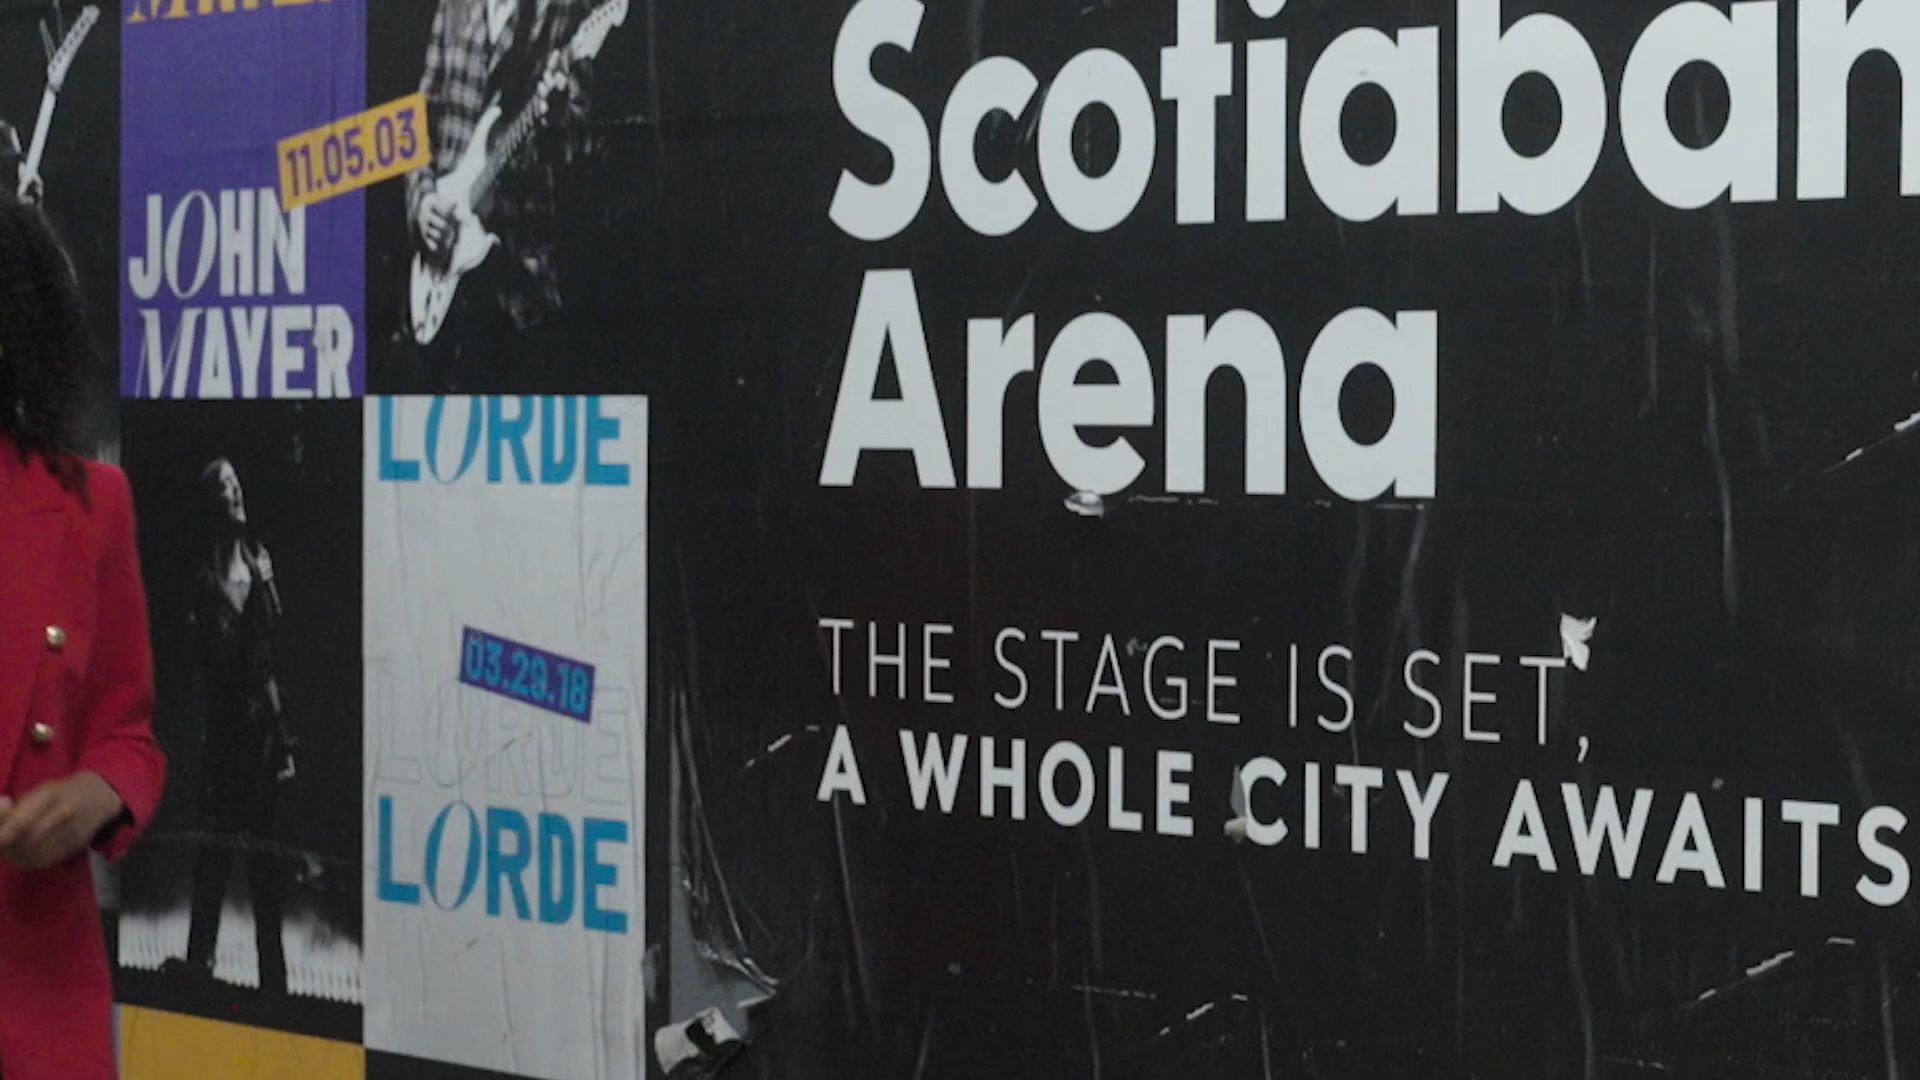 MAYER
11.05.03
JOHN
MAYER
LORDE
03.29.18
LORDE
LORDE
Scotiaban
Arena
THE STAGE IS SET,
A WHOLE CITY AWAITS